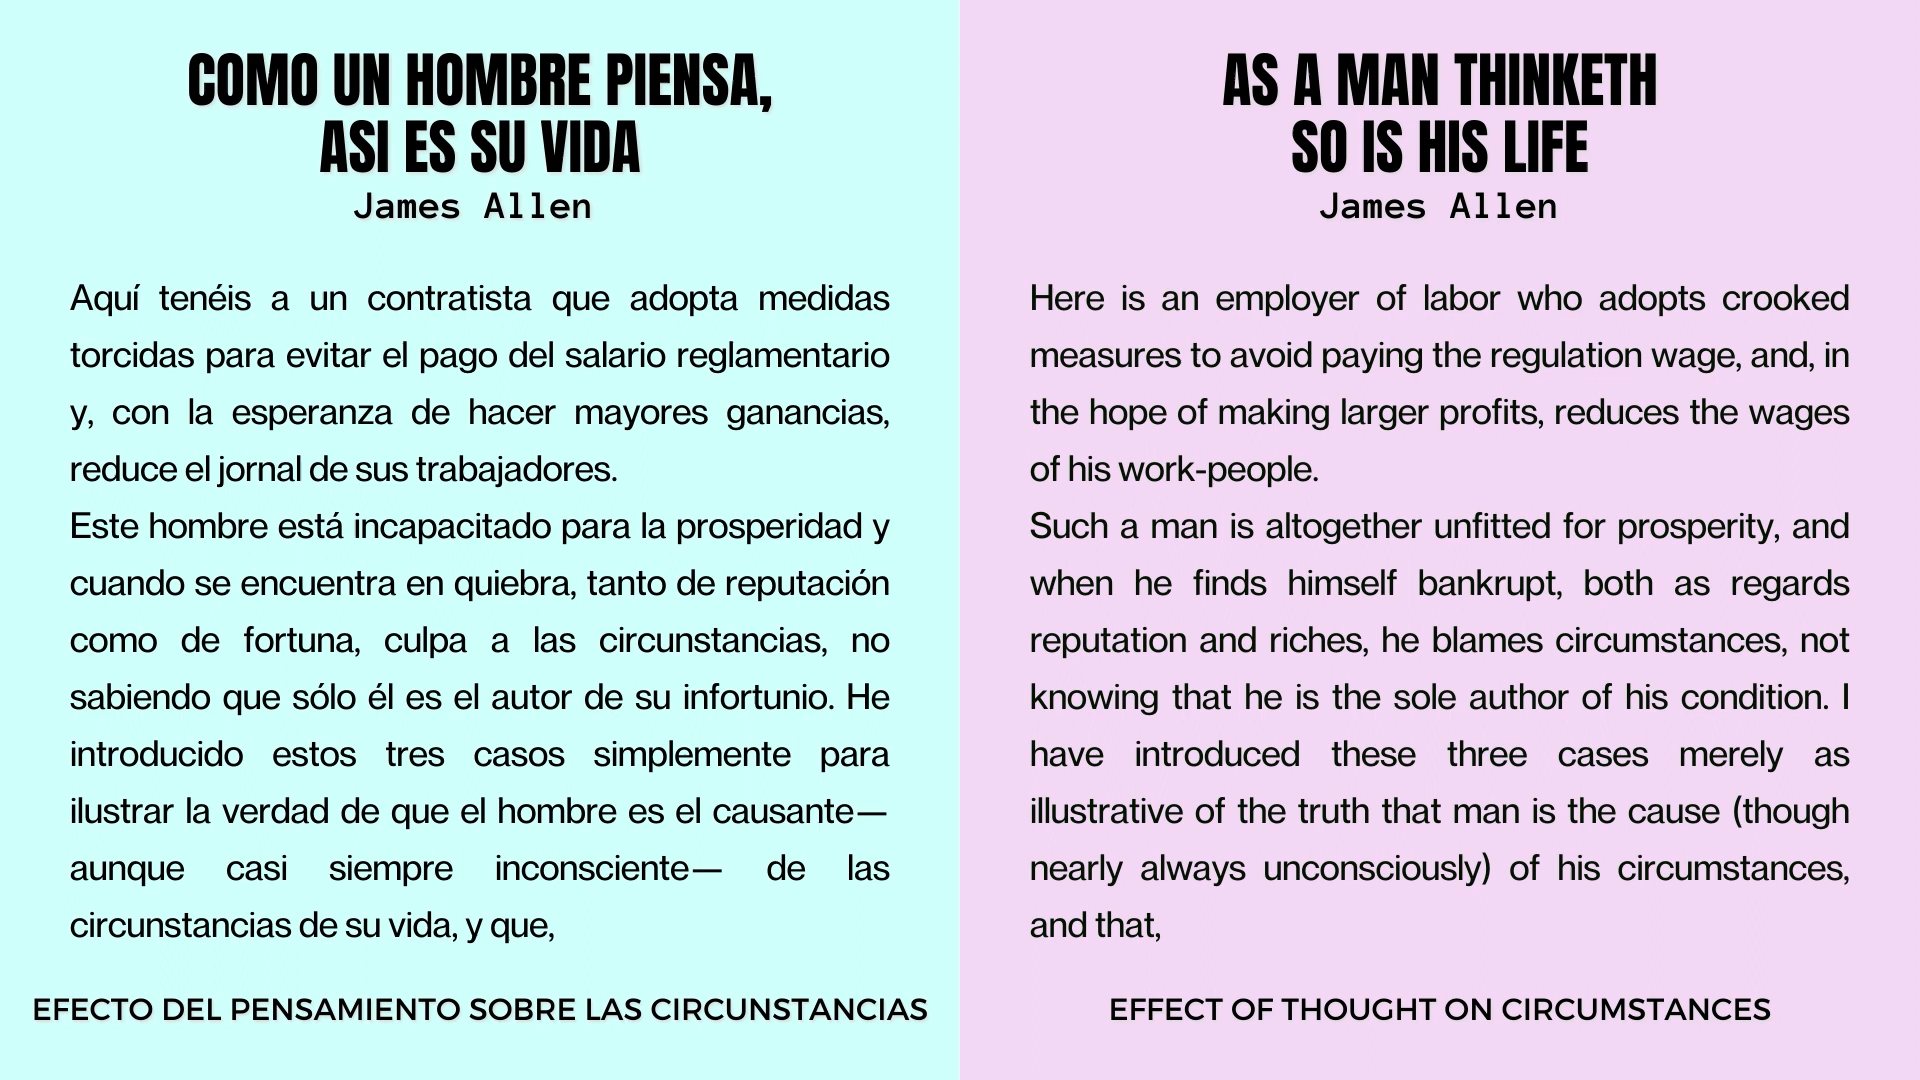 COMO UN HOMBRE PIENSA,
ASI ES SU VIDA
James Allen
Aquí tenéis a un contratista que adopta medidas
torcidas para evitar el pago del salario reglamentario
y, con la esperanza de hacer mayores ganancias,
reduce el jornal de sus trabajadores.
Este hombre está incapacitado para la prosperidad y
cuando se encuentra en quiebra, tanto de reputación
como de fortuna, culpa a las circunstancias, no
sabiendo que sólo él es el autor de su infortunio. He
introducido estos tres casos simplemente para
ilustrar la verdad de que el hombre es el causante—
aunque casi siempre inconsciente— de las
circunstancias de su vida, y que,
EFECTO DEL PENSAMIENTO SOBRE LAS CIRCUNSTANCIAS
AS A MAN THINKETH
SO IS HIS LIFE
James Allen
Here is an employer of labor who adopts crooked
measures to avoid paying the regulation wage, and, in
the hope of making larger profits, reduces the wages
of his work-people.
Such a man is altogether unfitted for prosperity, and
when he finds himself bankrupt, both as regards
reputation and riches, he blames circumstances, not
knowing that he is the sole author of his condition. I
have introduced these three cases merely as
illustrative of the truth that man is the cause (though
nearly always unconsciously) of his circumstances,
and that,
EFFECT OF THOUGHT ON CIRCUMSTANCES